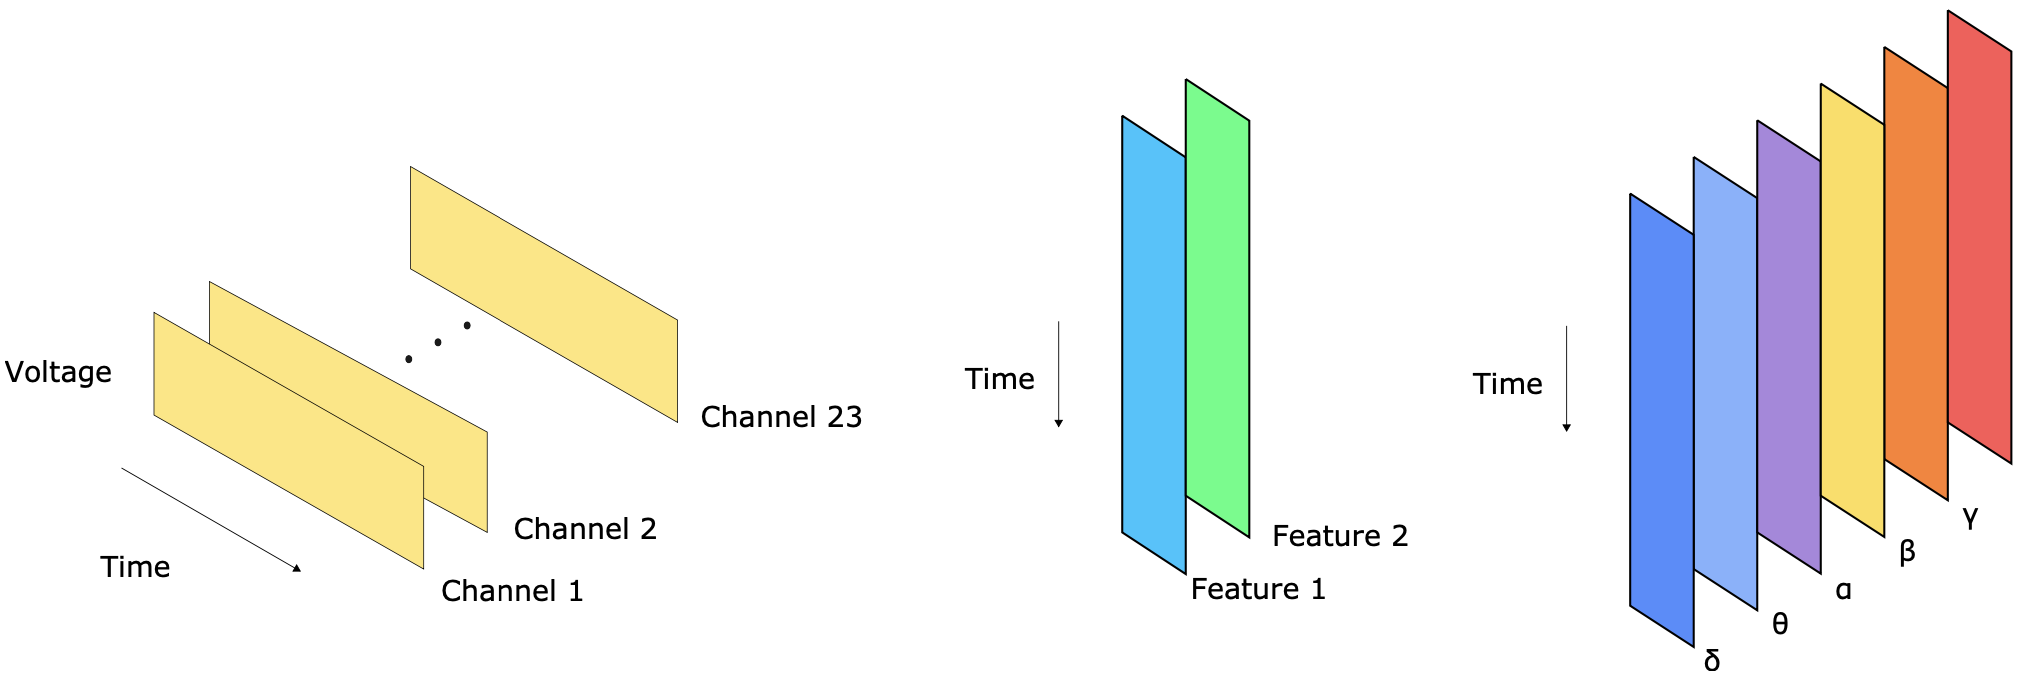 Voltage
Time
Channel 1
Channel 2
Channel 23
Time
Feature 1
Feature 2
Time
δ
θ
α
β
γ